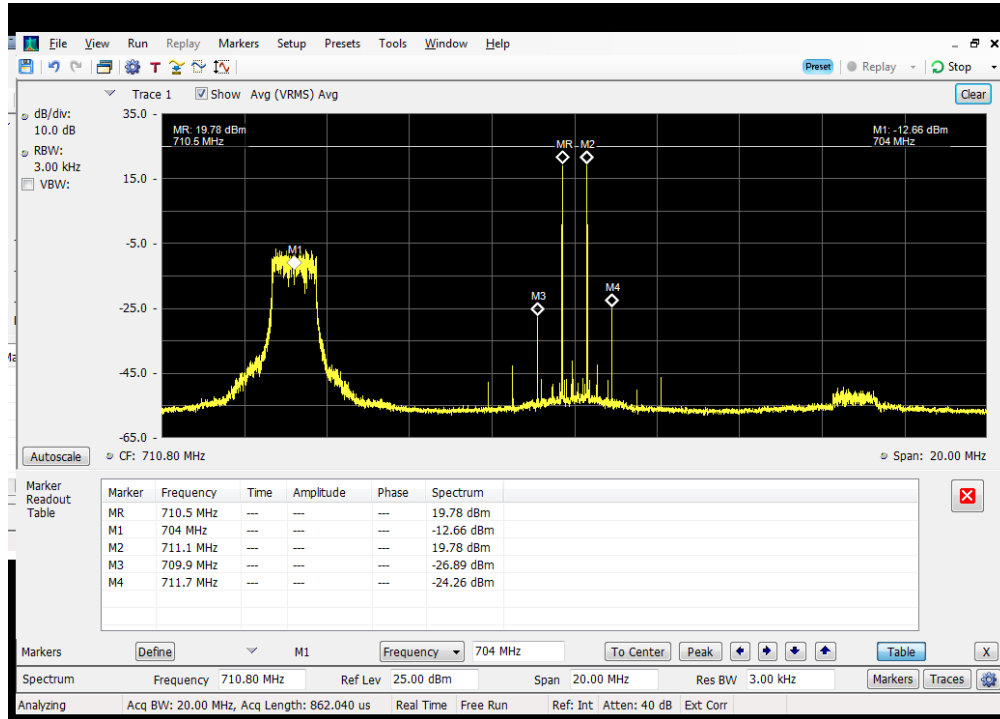 File View Run Replay Markers Setup Presets Tools Window Help
Preset Replay Stop
Trace 1 Show Avg (VRMS) Avg Clear
dB/div:
10.0 dB
RBW:
3.00 kHz
VBW:
35.0
15.0
-5.0
-25.0
-45.0
-65.0
MR: 19.78 dBm
710.5 MHz
M1: -12.66 dBm
704 MHz
MR M2
M1
M4
M3
Autoscale CF: 710.80 MHz Span: 20.00 MHz
Marker
Readout
Table
Marker Frequency Time Amplitude Phase Spectrum
MR 710.5 MHz --- --- --- 19.78 dBm
M1 704 MHz --- --- --- -12.66 dBm
M2 711.1 MHz --- --- --- 19.78 dBm
M3 709.9 MHz --- --- --- -26.89 dBm
M4 711.7 MHz --- --- --- -24.26 dBm
Markers Define M1 Frequency 704 MHz To Center Peak Table X
Spectrum Frequency 710.80 MHz Ref Lev 25.00 dBm Span 20.00 MHz Res BW 3.00 kHz Markers Traces
Analyzing Acq BW: 20.00 MHz, Acq Length: 862.040 us Real Time Free Run Ref: Int Atten: 40 dB Ext Corr